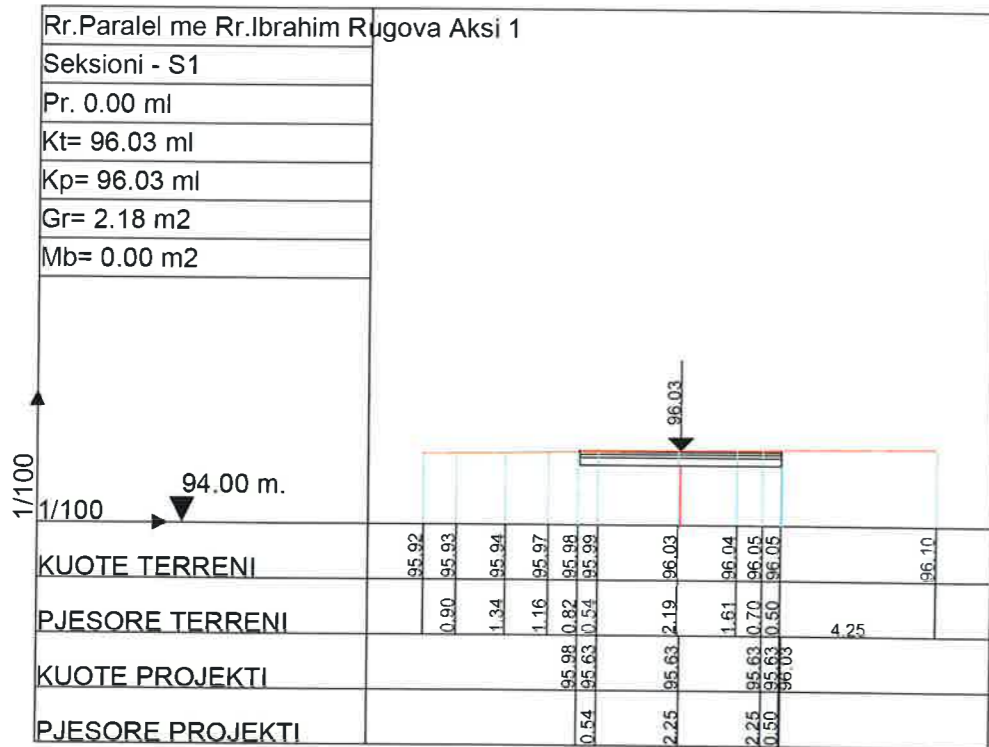 Rr.Paralel me Rr.Ibrahim Rugova Aksi 1
Seksioni - S1
Pr. 0.00 ml
Kt= 96.03 ml
Kp= 96.03 ml
Gr= 2.18 m2
Mb= 0.00 m2
96.03
1/100
94.00 m.
1/100
KUOTE TERRENI 95.92 95.93 95.94 95.97 95.98 95.99 96.03 96.04 96.05 96.05 96.10
PJESORE TERRENI 0.90 1.34 1.16 0.82 0.54 2.19 1.61 0.70 0.50 4.25
KUOTE PROJEKTI 95.98 95.63 95.63 95.63 95.63 96.03
PJESORE PROJEKTI 0.54 2.25 2.25 0.50